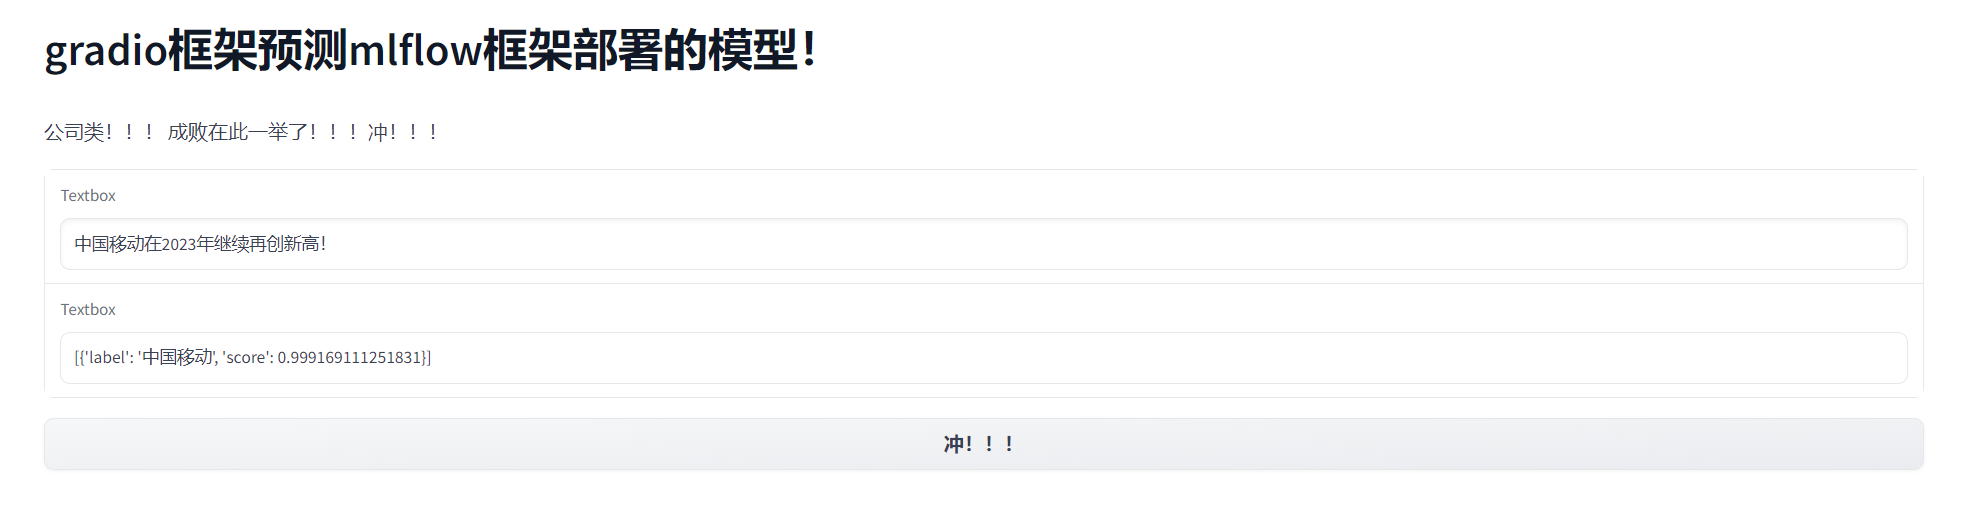 gradio框架预测mlflow框架部署的模型！
公司类！！！ 成败在此一举了！！！冲！！！
Textbox
中国移动在2023年继续再创新高！
Textbox
[{'label': '中国移动', 'score': 0.999169111251831}]
冲！！！